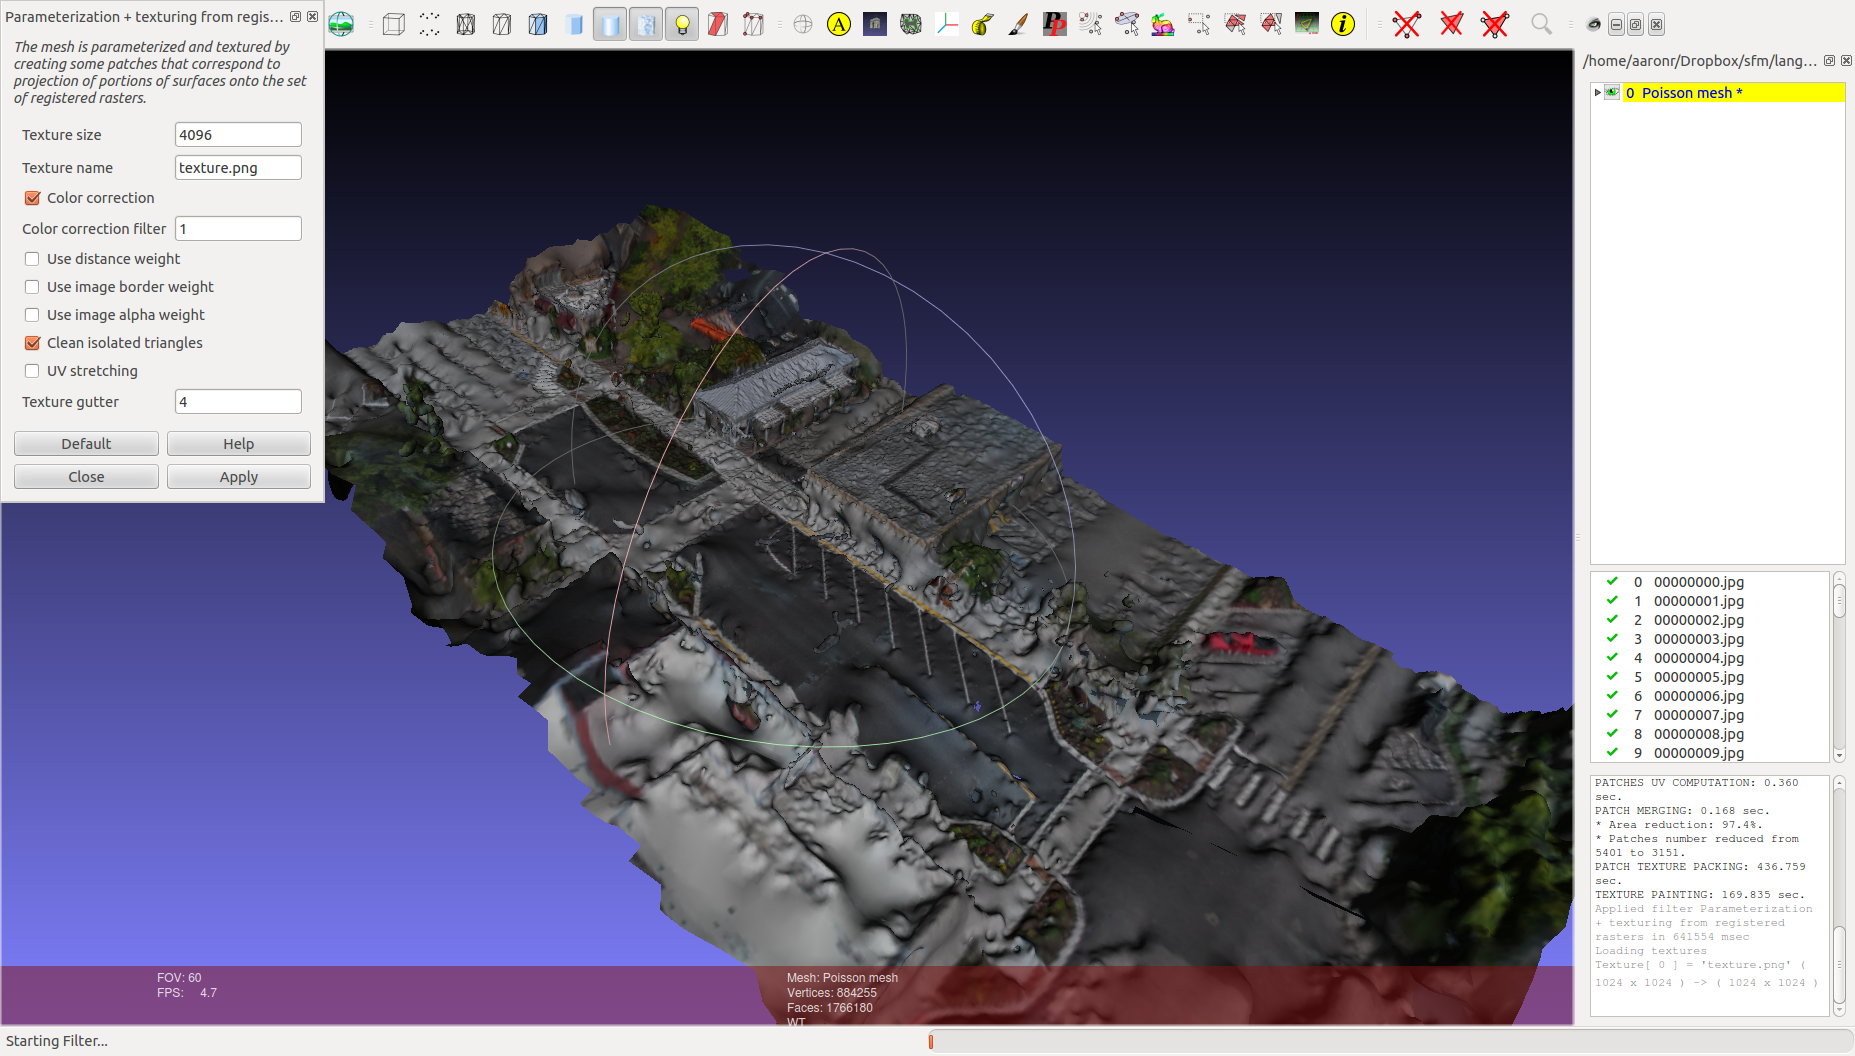 Parameterization + texturing from regis...
The mesh is parameterized and textured by
creating some patches that correspond to
projection of portions of surfaces onto the set
of registered rasters.
Texture size 4096
Texture name texture.png
Color correction
Color correction filter 1
Use distance weight
Use image border weight
Use image alpha weight
Clean isolated triangles
UV stretching
Texture gutter 4
Default Help
Close Apply
A
PP
i
/home/aaronr/Dropbox/sfm/lang...
0 Poisson mesh *
0 00000000.jpg
1 00000001.jpg
2 00000002.jpg
3 00000003.jpg
4 00000004.jpg
5 00000005.jpg
6 00000006.jpg
7 00000007.jpg
8 00000008.jpg
9 00000009.jpg
PATCHES UV COMPUTATION: 0.360
sec.
PATCH MERGING: 0.168 sec.
* Area reduction: 97.4%.
* Patches number reduced from
5401 to 3151.
PATCH TEXTURE PACKING: 436.759
sec.
TEXTURE PAINTING: 169.835 sec.
Applied filter Parameterization
+ texturing from registered
rasters in 641554 msec
Loading textures
Texture[ 0 ] = 'texture.png' (
1024 x 1024 ) -> ( 1024 x 1024 )
FOV: 60
FPS: 4.7
Mesh: Poisson mesh
Vertices: 884255
Faces: 1766180
WT
Starting Filter...